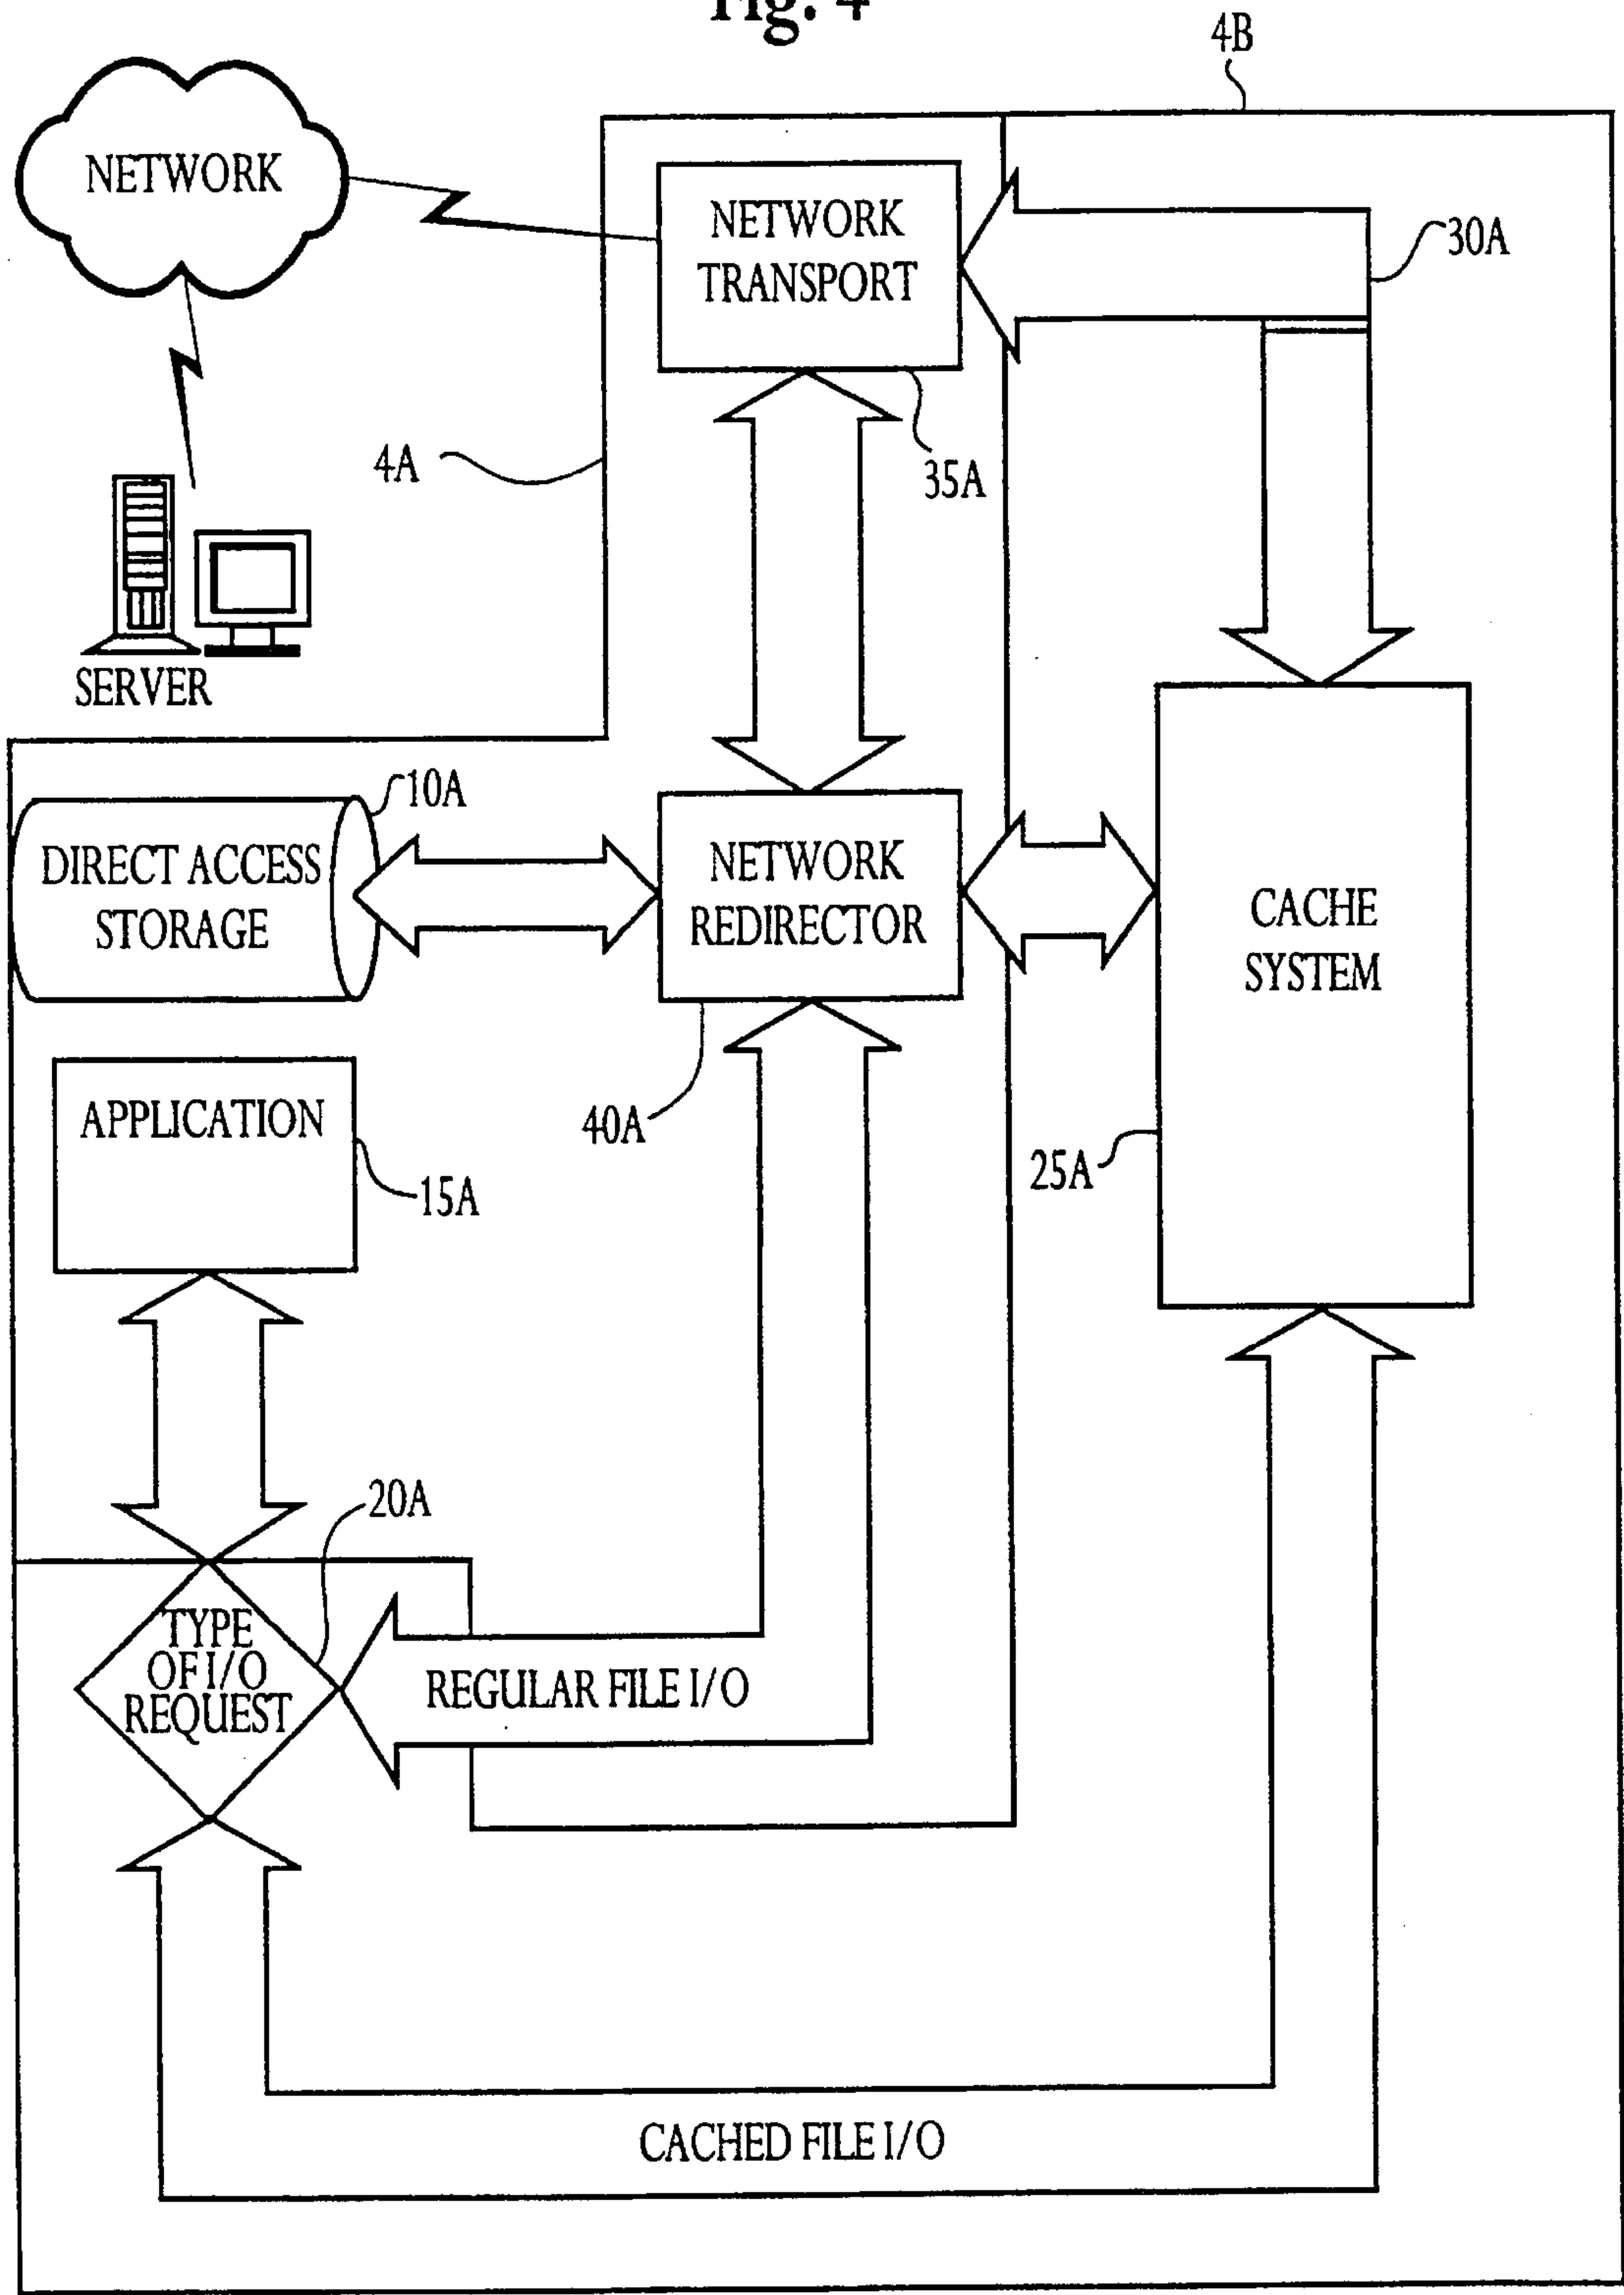 Fig. 4
4B
NETWORK
NETWORK
TRANSPORT
30A
4A
35A
SERVER
10A
DIRECT ACCESS
STORAGE
NETWORK
REDIRECTOR
CACHE
SYSTEM
APPLICATION
40A
25A
15A
20A
TYPE
OF I/O
REQUEST
REGULAR FILE I/O
CACHED FILE I/O